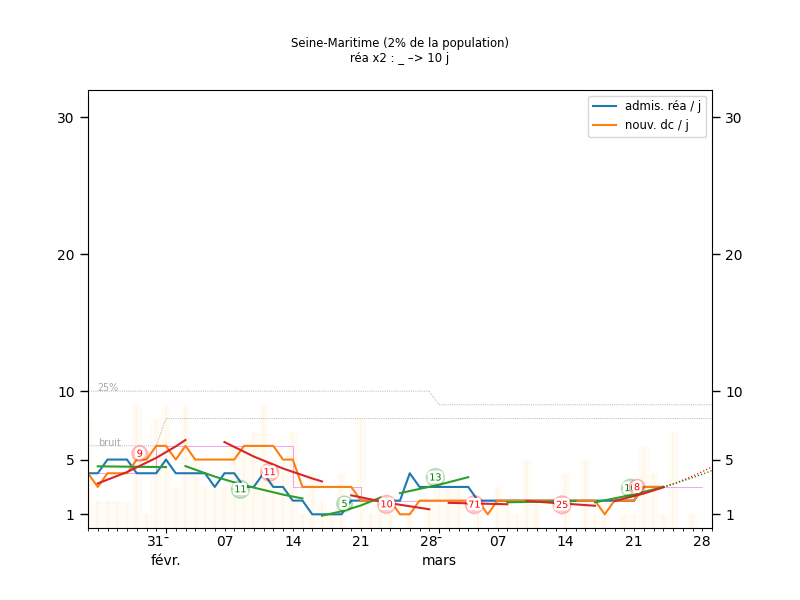 Seine-Maritime (2% de la population)
réa x2 : _ –> 10 j
admis. réa / j
nouv. dc / j
30 30
20 20
25%
10 10
bruit
9
13
5 5
11
11
8
5
10
71
25
1 1
31 07 14 21 28 07 14 21 28
févr. mars